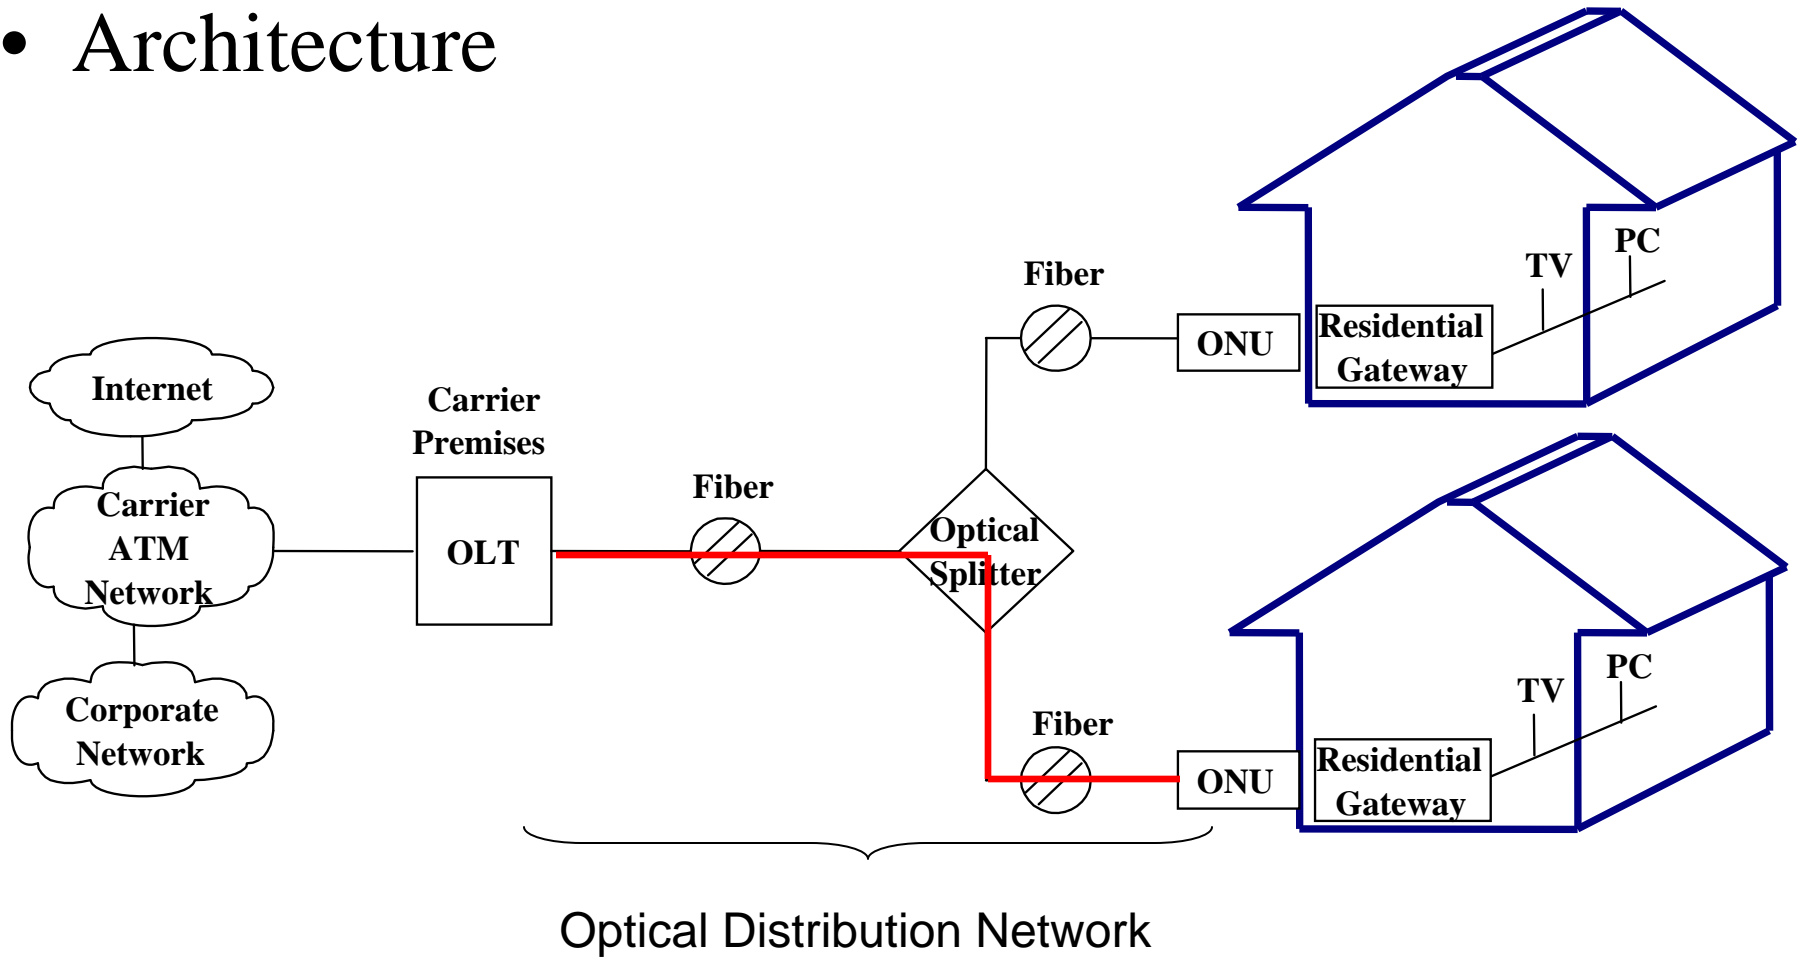 • Architecture
Internet
Carrier
ATM
Network
Corporate
Network
Carrier
Premises
OLT
Fiber
Optical
Splitter
Fiber
ONU
Residential
Gateway
TV
PC
Fiber
ONU
Residential
Gateway
TV
PC
Optical Distribution Network